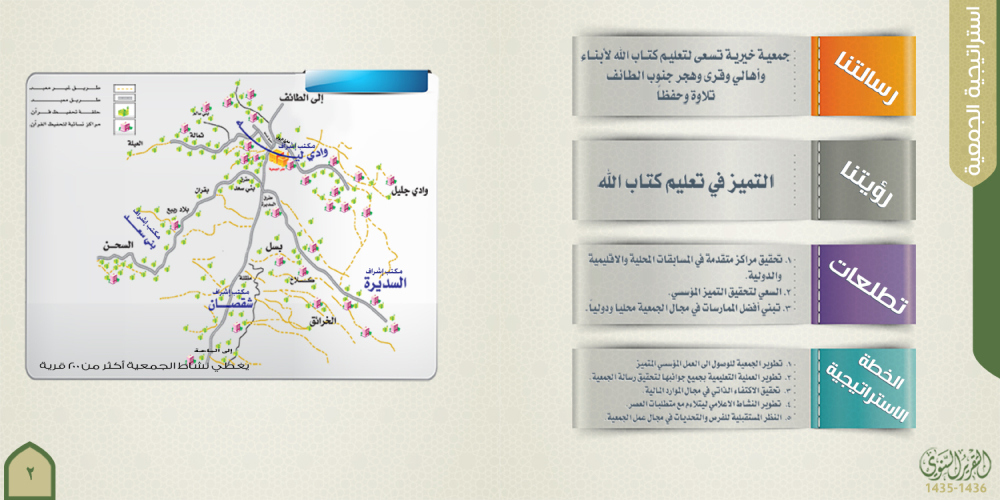 استراتيجية الجمعية
رسالتنا
جمعية خيرية تسعى لتعليم كتاب الله لأبناء
وأهالي وقرى وهجر جنوب الطائف
تلاوة وحفظا
رؤيتنا
التميز في تعليم كتاب الله
تطلعات
١. تحقيق مراكز متقدمة في المسابقات المحلية والاقليمية
والدولية.
٢. السعي لتحقيق التميز المؤسسي.
٣. تبني أفضل الممارسات في مجال الجمعية محليا ودوليا.
الخطة
الاستراتيجية
١. تطوير الجمعية للوصول الى العمل المؤسسي المتميز
٢. تطوير العملية التعليمية بجميع جوانبها لتحقيق رسالة الجمعية
٣. تحقيق الاكتفاء الذاتي في مجال الموارد المالية.
٤. تطوير النشاط الاعلامي ليتلاءم مع متطلبات العصر
٥. النظر المستقبلية للفرص والتحديات في مجال عمل الجمعية
طريق غير معبد
طريق معبد
حلقة تحفيظ قرآن
مراكز نسائية لتحفيظ القرآن
إلى الطائف
ثمالة
العيلة
مكتب إشراف
وادي ليه
وادي جليل
بني سعد
بقران
بلاد ربيع
مكتب إشراف
بني سعد
السحن
بسل
كلاخ
مكتب إشراف
السديرة
مكتب إشراف
شقصان
الخرائق
إلى الباحة
يغطي نشاط الجمعية أكثر من ٢٠٠ قرية
٢
التقرير السنوي
1435-1436